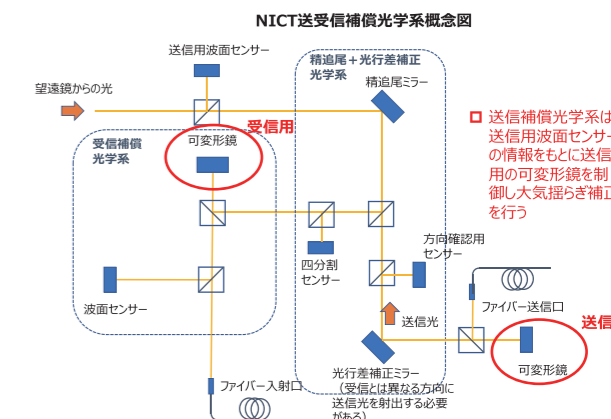 NICT送受信補償光学系概念図
送信用波面センサー
望遠鏡からの光
精追尾+光行差補正
光学系
精追尾ミラー
受信用
受信補償
光学系
可変形鏡
送信補償光学系は
送信用波面センサー
の情報をもとに送信
用の可変形鏡を制
御し大気揺らぎ補正
を行う
四分割
センサー
方向確認用
センサー
波面センサー
送信光
ファイバー送信口
送信
可変形鏡
ファイバー入射口
光行差補正ミラー
(受信とは異なる方向に
送信光を射出する必要
がある)